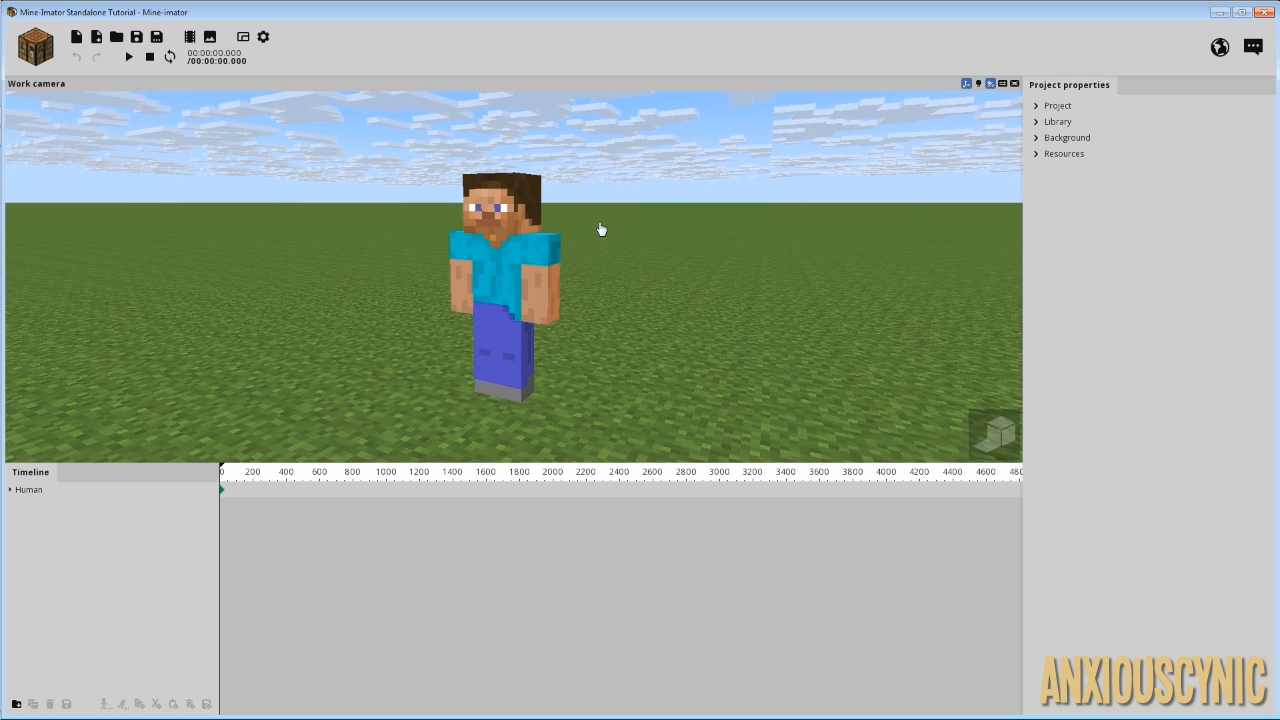 Mine-Imator Standalone Tutorial - Mine-imator
00:00:00.000
/00:00:00.000
Work camera
Project properties
Project
Library
Background
Resources
Timeline
0 200 400 600 800 1000 1200 1400 1600 1800 2000 2200 2400 2600 2800 3000 3200 3400 3600 3800 4000 4200 4400 4600 480
Human
ANXIOUSCYNIC